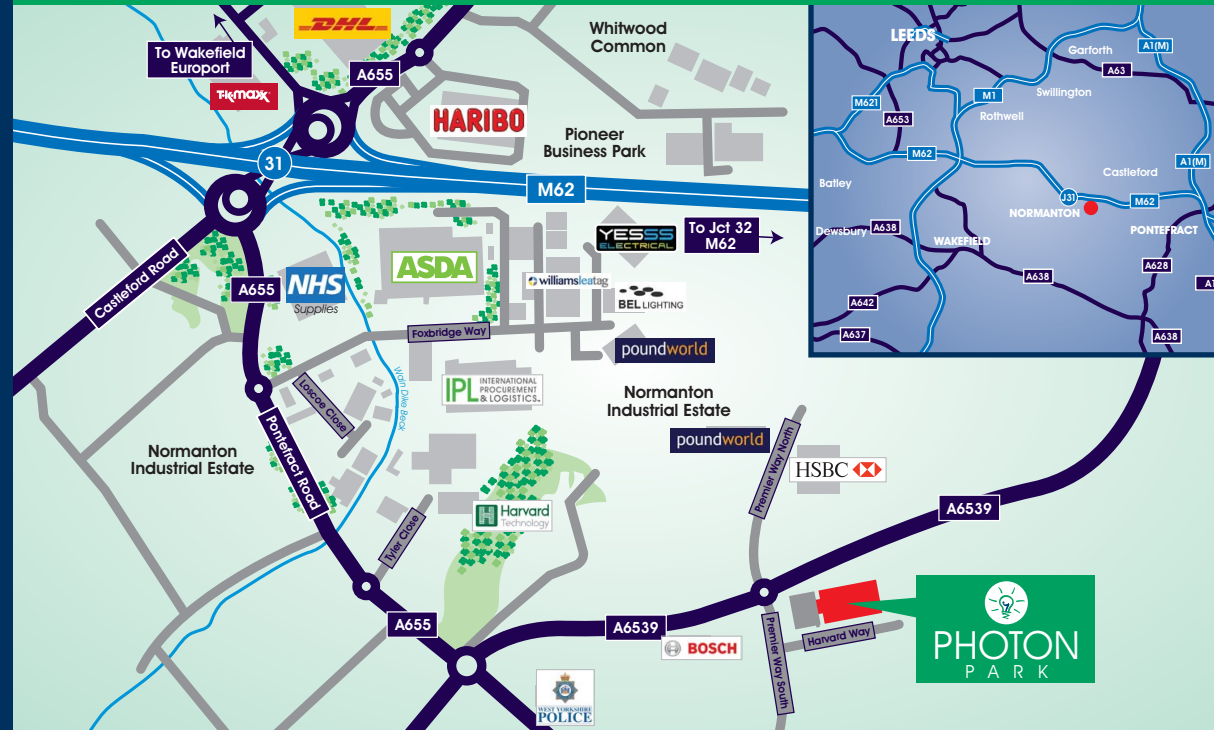 DHL
To Wakefield
Europort
TK maxx
A655
HARIBO
Whitwood
Common
Pioneer
Business Park
31
M62
Castleford Road
A655
NHS
Supplies
ASDA
YESSS
ELECTRICAL
To Jct 32
M62
williamsleatag
BEL LIGHTING
Foxbridge Way
poundworld
Loscoe Close
Wain Dike Beck
IPL INTERNATIONAL
PROCUREMENT
& LOGISTICS
Normanton
Industrial Estate
poundworld
Normanton
Industrial Estate
Pontefract Road
Premier Way North
HSBC
Harvard
Technology
Tyler Close
A6539
A655
A6539
BOSCH
Premier Way South
Harvard Way
PHOTON
PARK
WEST YORKSHIRE
POLICE
LEEDS
Garforth
A1(M)
A63
M621
M1
Swillington
A653
Rothwell
M62
A1(M)
Castleford
Batley
J31
M62
NORMANTON
Dewsbury
A638
WAKEFIELD
PONTEFRACT
A628
A638
A1
A642
A637
A638